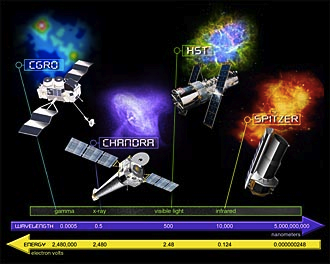 CGRO
HST
CHANDRA
SPITZER
gamma x-ray visible light infrared
WAVELENGTH 0.0005 0.5 500 10,000 5,000,000,000
nanometers
ENERGY 2,480,000 2,480 2.48 0.124 0.000000248
electron volts